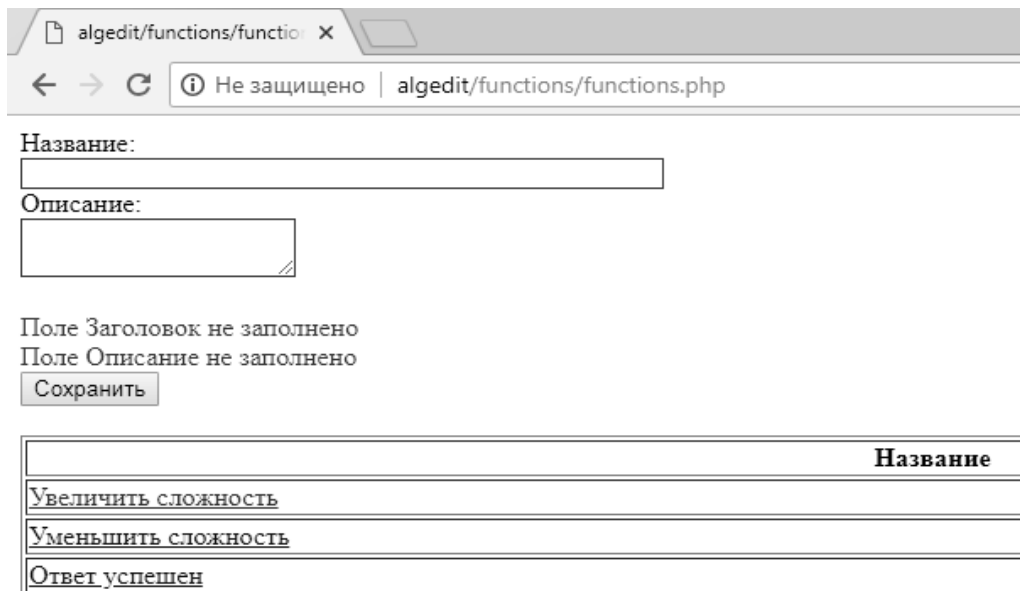 algedit/functions/function
Не защищено | algedit/functions/functions.php
Название:
Описание:
Поле Заголовок не заполнено
Поле Описание не заполнено
Сохранить
Название
Увеличить сложность
Уменьшить сложность
Ответ успешен